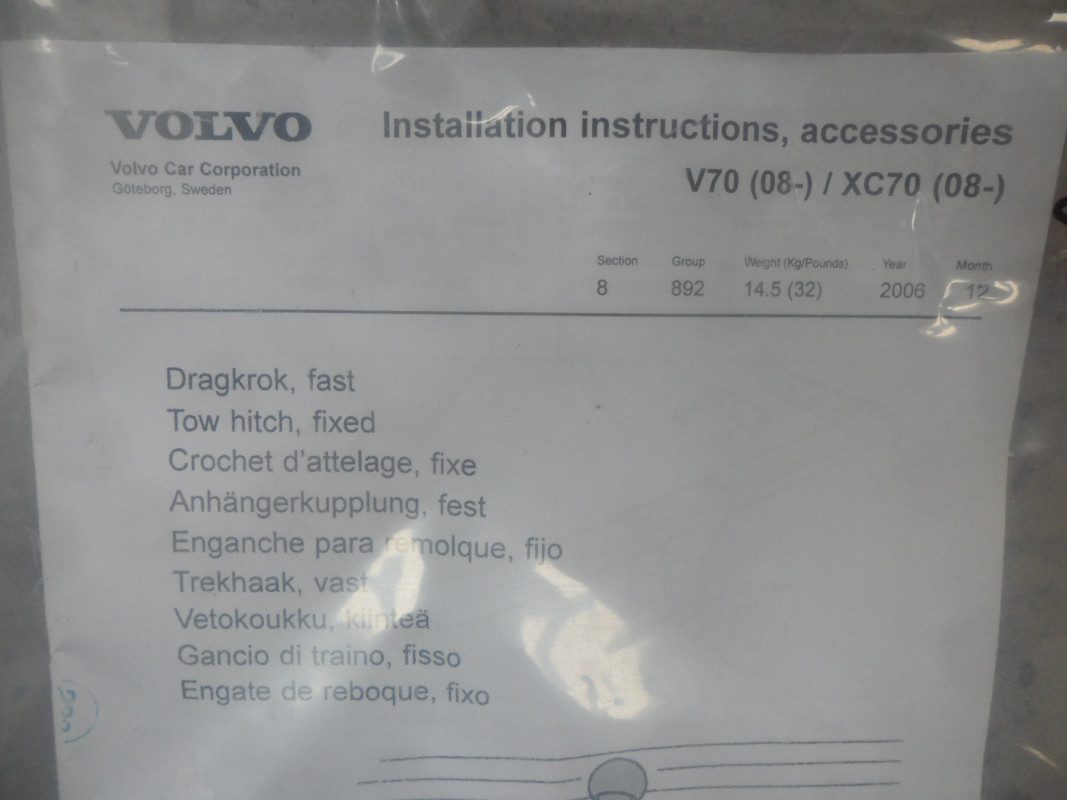 VOLVO
Volvo Car Corporation
Göteborg, Sweden
Installation instructions, accessories
V70 (08-) / XC70 (08-)
Section Group Weight (Kg/Pounds) Year Month
8 892 14.5 (32) 2006 12
Dragkrok, fast
Tow hitch, fixed
Crochet d'attelage, fixe
Anhängerkupplung, fest
Enganche para remolque, fijo
Trekhaak, vast
Vetokoukku, kiinteä
Gancio di traino, fisso
Engate de reboque, fixo